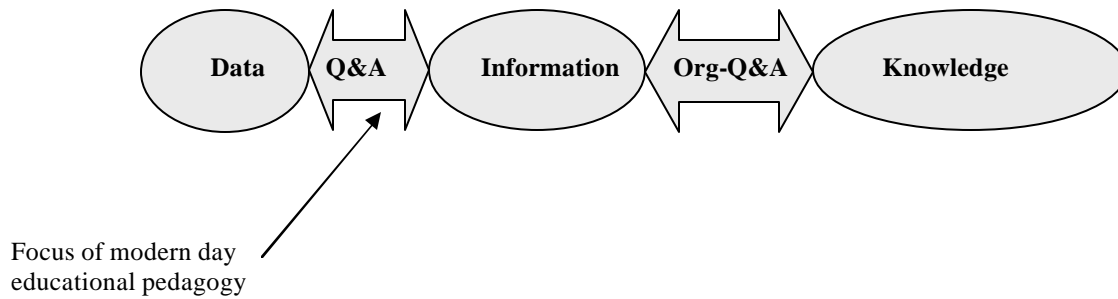 Data Q&A Information Org-Q&A Knowledge
Focus of modern day
educational pedagogy